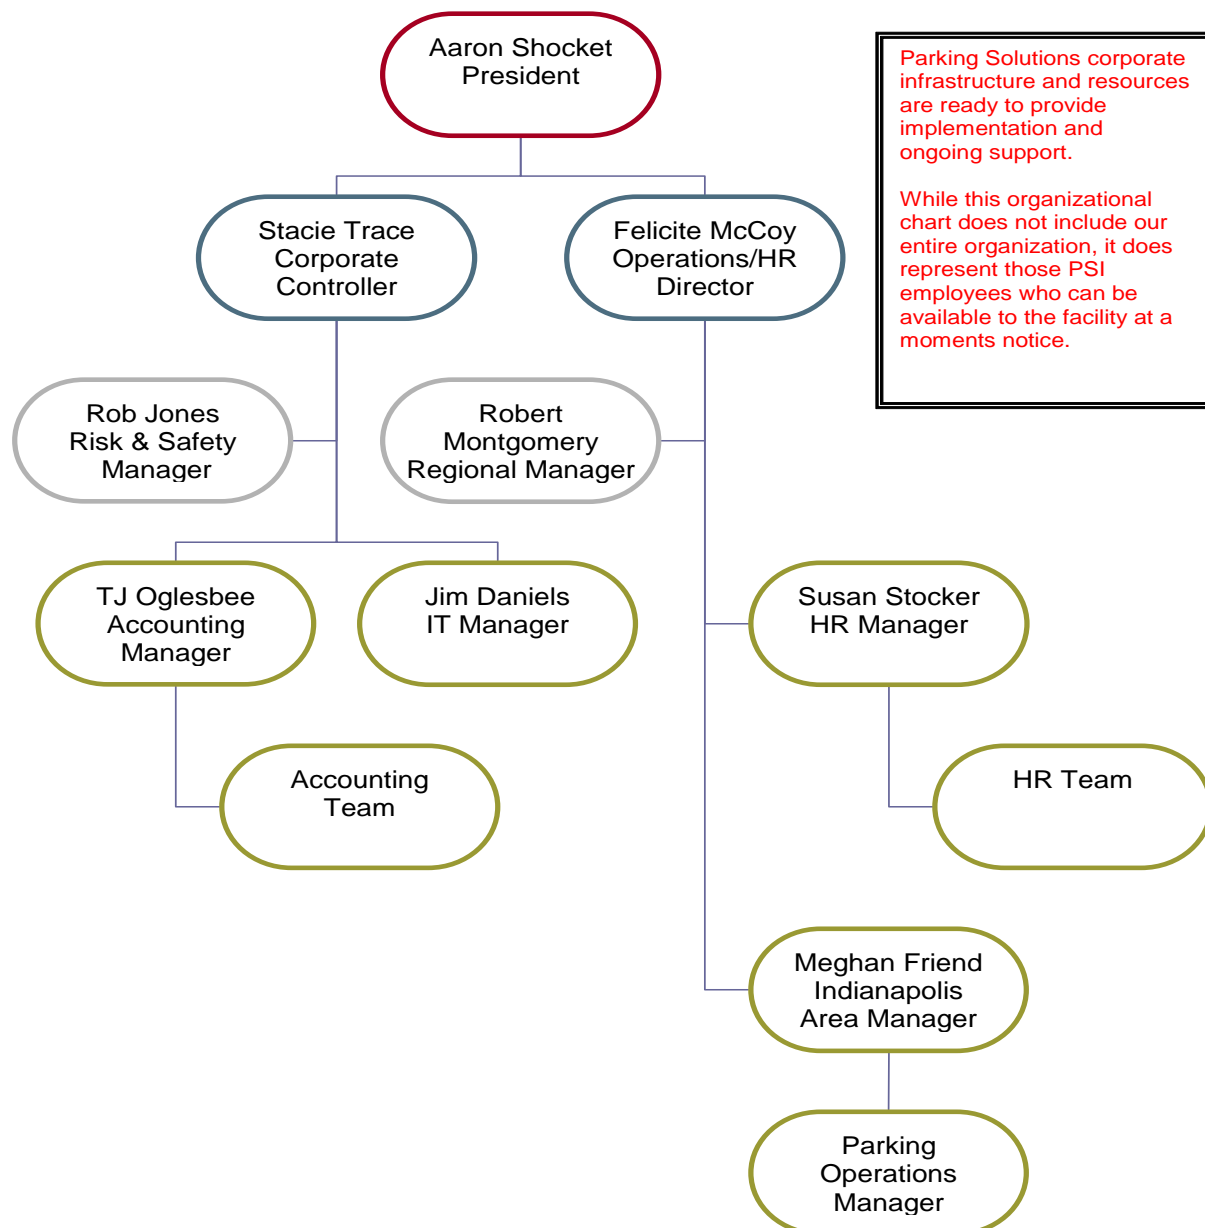 Aaron Shocket
President
Parking Solutions corporate
infrastructure and resources
are ready to provide
implementation and
ongoing support.
While this organizational
chart does not include our
entire organization, it does
represent those PSI
employees who can be
available to the facility at a
moments notice.
Stacie Trace
Corporate
Controller
Felicite McCoy
Operations/HR
Director
Rob Jones
Risk & Safety
Manager
Robert
Montgomery
Regional Manager
TJ Oglesbee
Accounting
Manager
Jim Daniels
IT Manager
Susan Stocker
HR Manager
Accounting
Team
HR Team
Meghan Friend
Indianapolis
Area Manager
Parking
Operations
Manager